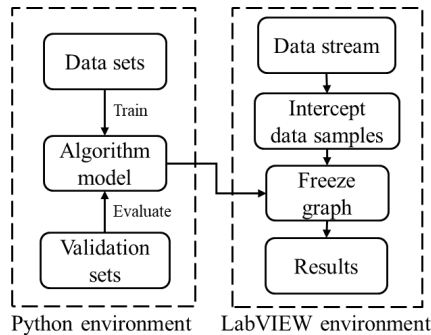 Data sets
Train
Algorithm
model
Evaluate
Validation
sets
Python environment
Data stream
Intercept
data samples
Freeze
graph
Results
LabVIEW environment